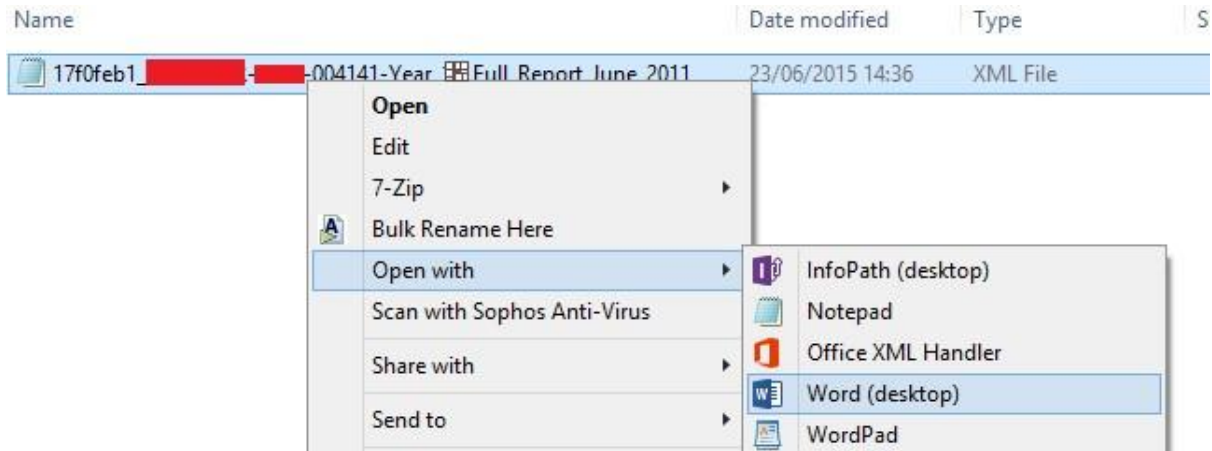 Name Date modified Type S
17f0feb1_ - -004141-Year Full Report June 2011 23/06/2015 14:36 XML File
Open
Edit
7-Zip
Bulk Rename Here
Open with
Scan with Sophos Anti-Virus
Share with
Send to
InfoPath (desktop)
Notepad
Office XML Handler
Word (desktop)
WordPad